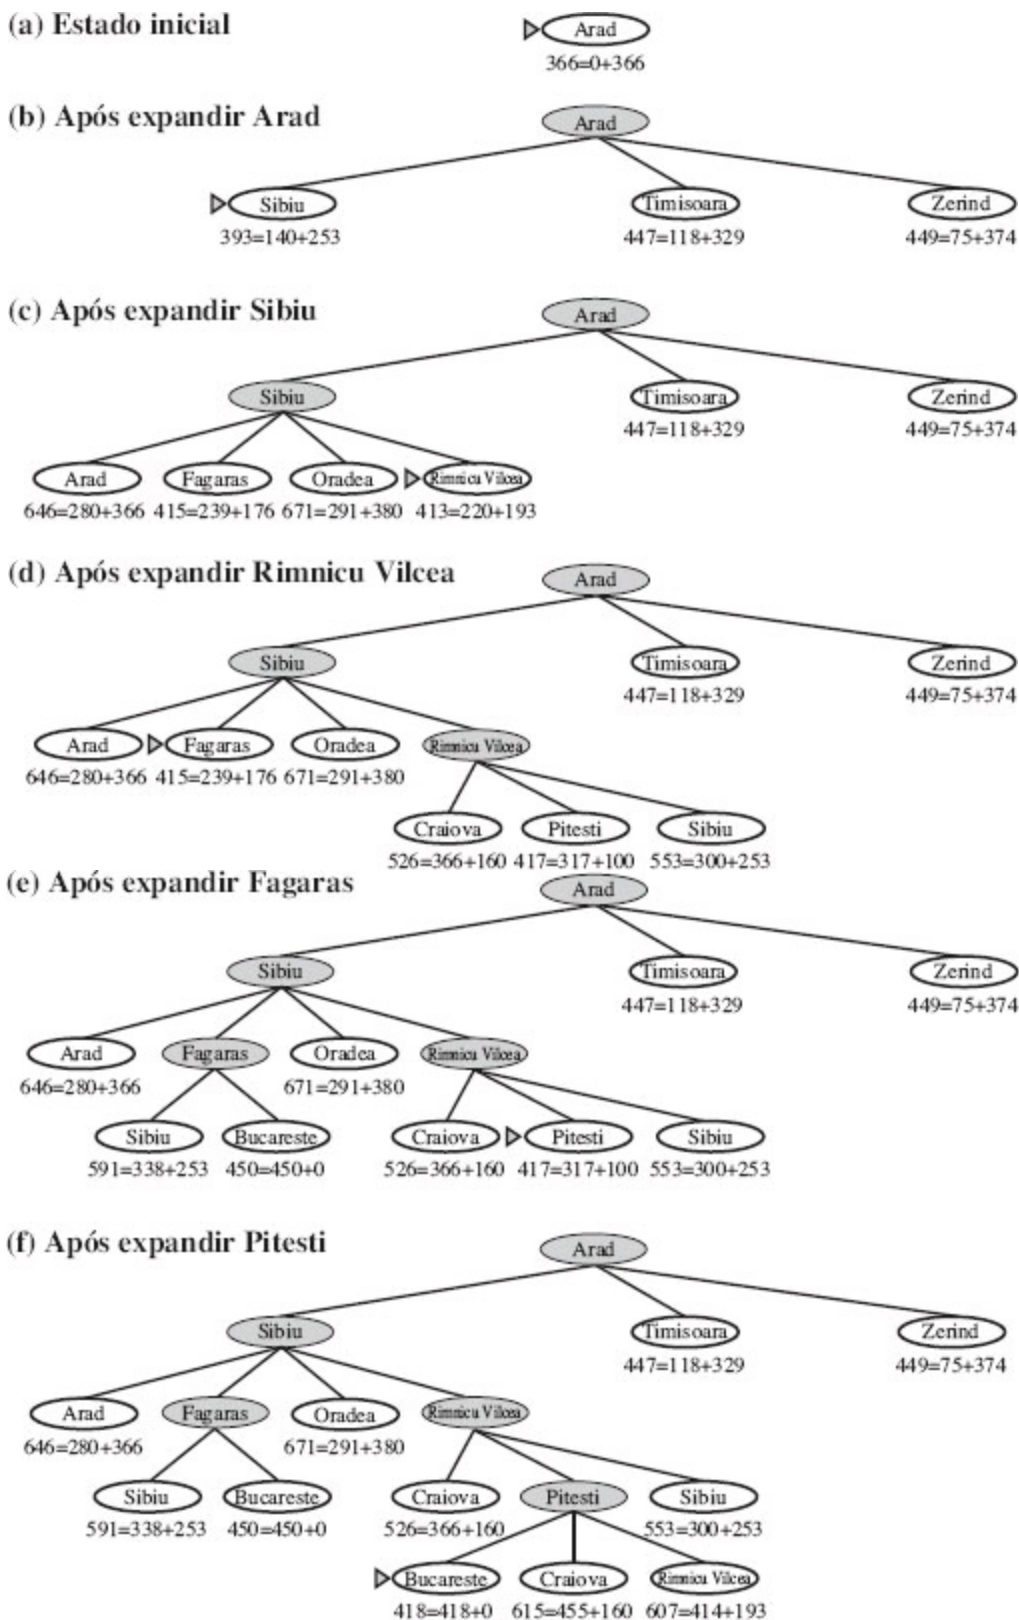 (a) Estado inicial
Arad
366=0+366
(b) Após expandir Arad
Arad
Sibiu Timisoara Zerind
393=140+253 447=118+329 449=75+374
(c) Após expandir Sibiu
Arad
Sibiu Timisoara Zerind
447=118+329 449=75+374
Arad Fagaras Oradea Rimnicu Vilcea
646=280+366 415=239+176 671=291+380 413=220+193
(d) Após expandir Rimnicu Vilcea
Arad
Sibiu Timisoara Zerind
447=118+329 449=75+374
Arad Fagaras Oradea Rimnicu Vilcea
646=280+366 415=239+176 671=291+380
Craiova Pitesti Sibiu
526=366+160 417=317+100 553=300+253
(e) Após expandir Fagaras
Arad
Sibiu Timisoara Zerind
447=118+329 449=75+374
Arad Fagaras Oradea Rimnicu Vilcea
646=280+366 671=291+380
Sibiu Bucareste Craiova Pitesti Sibiu
591=338+253 450=450+0 526=366+160 417=317+100 553=300+253
(f) Após expandir Pitesti
Arad
Sibiu Timisoara Zerind
447=118+329 449=75+374
Arad Fagaras Oradea Rimnicu Vilcea
646=280+366 671=291+380
Sibiu Bucareste Craiova Pitesti Sibiu
591=338+253 450=450+0 526=366+160 553=300+253
Bucareste Craiova Rimnicu Vilcea
418=418+0 615=455+160 607=414+193